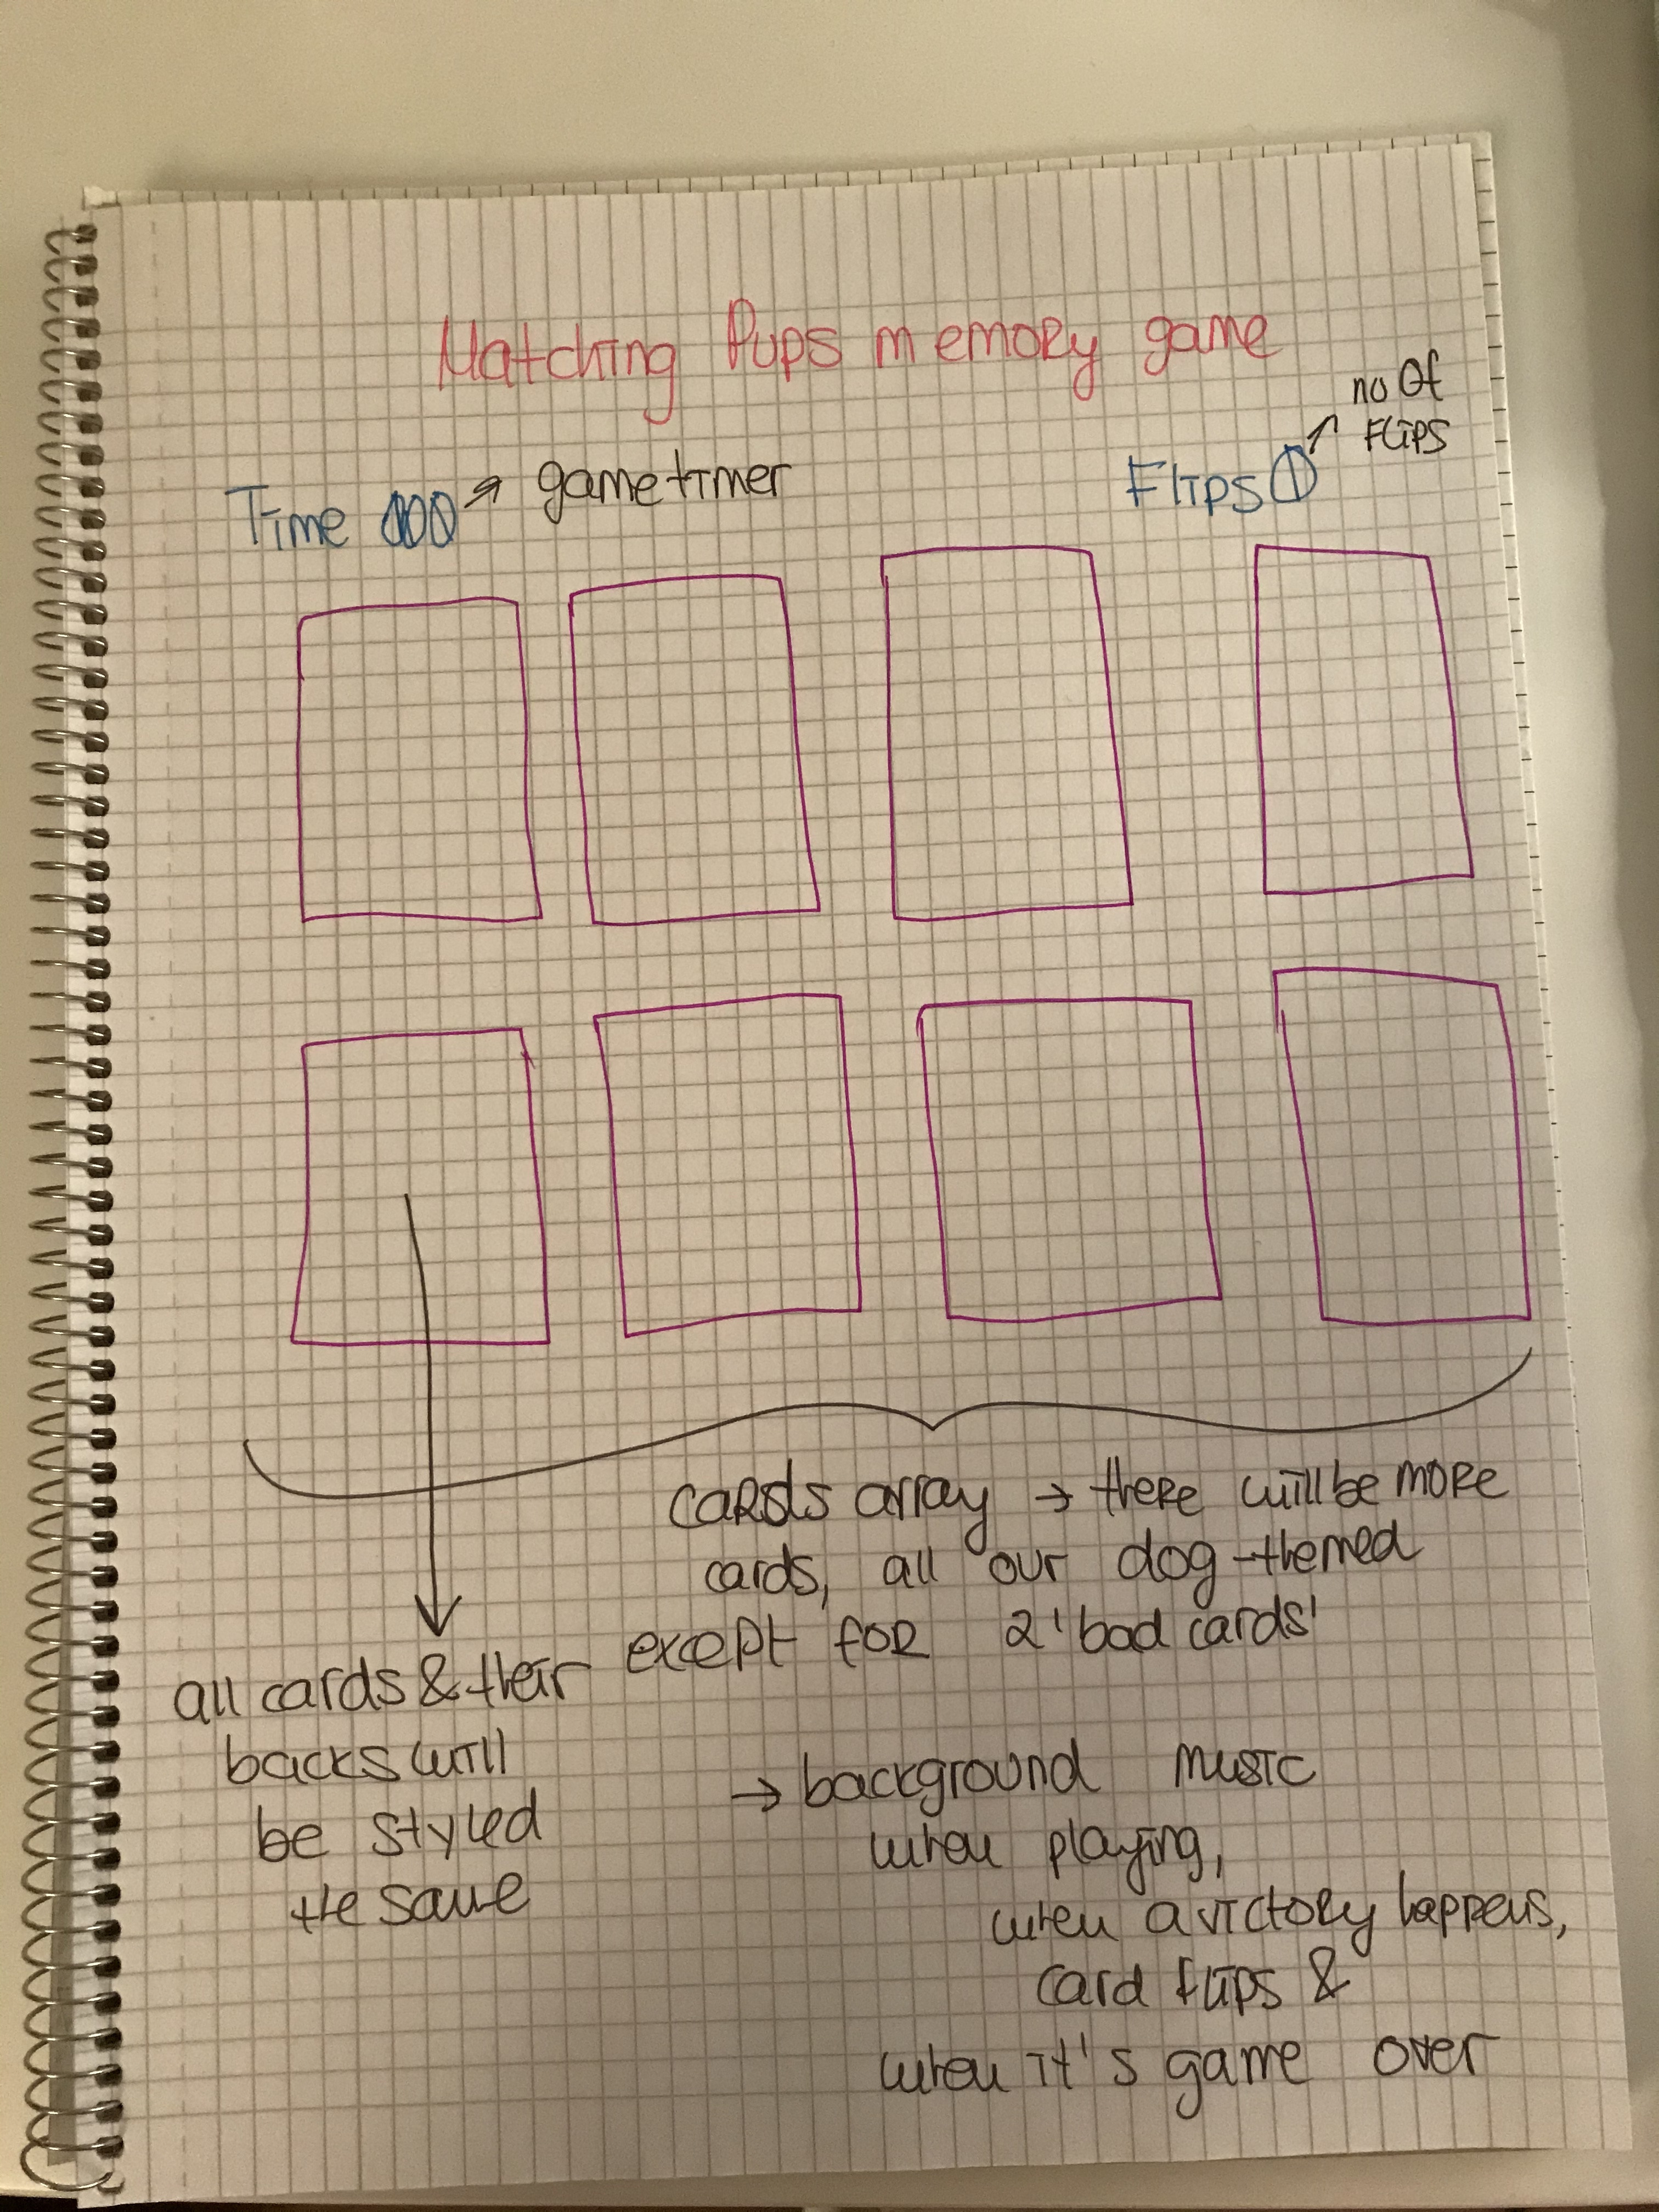 Matching Pups memory game
no Of
Flips
Time 100 → game timer
Flips 1
cards array → there will be more
cards, all our dog-themed
except for 2 'bad cards'
all cards & their
backs will
be styled
the same
→ background music
when playing,
when a victory happens,
card flips &
when it's game over